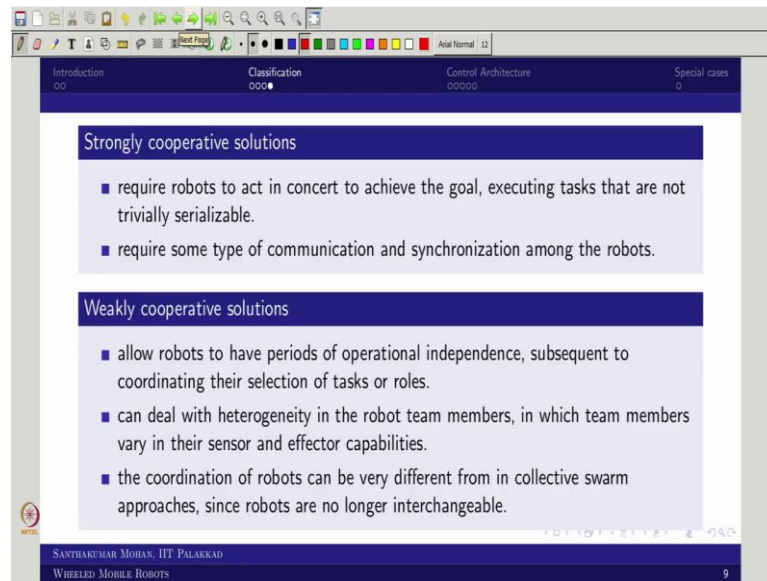 Next Page
T
Arial Normal 12
Introduction Classification Control Architecture Special cases
Strongly cooperative solutions
require robots to act in concert to achieve the goal, executing tasks that are not
trivially serializable.
require some type of communication and synchronization among the robots.
Weakly cooperative solutions
allow robots to have periods of operational independence, subsequent to
coordinating their selection of tasks or roles.
can deal with heterogeneity in the robot team members, in which team members
vary in their sensor and effector capabilities.
the coordination of robots can be very different from in collective swarm
approaches, since robots are no longer interchangeable.
NPTEL
SANTHAKUMAR MOHAN, IIT PALAKKAD
WHEELED MOBILE ROBOTS 9